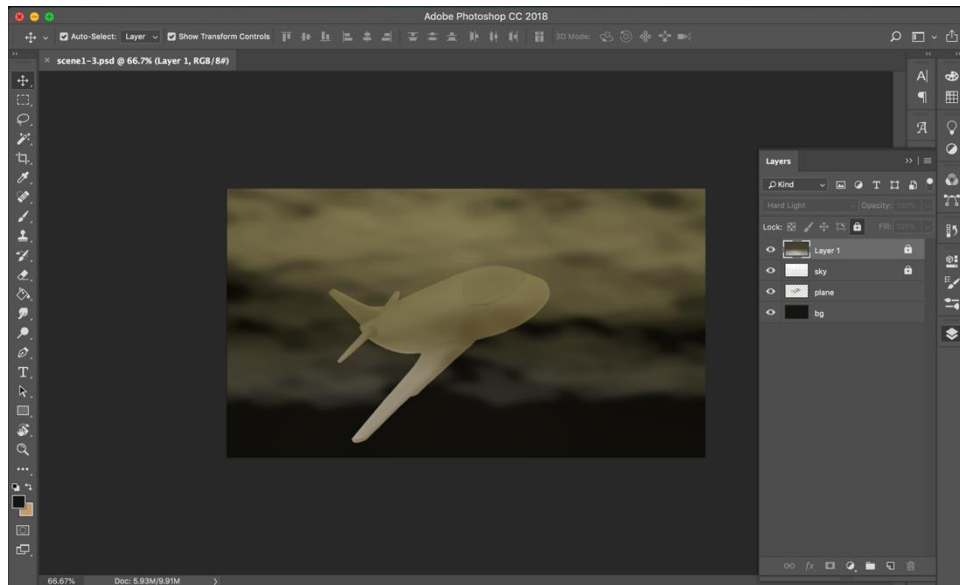 Adobe Photoshop CC 2018
Auto-Select: Layer Show Transform Controls 3D Mode:
scene1-3.psd @ 66.7% (Layer 1, RGB/8#)
Layers
Kind
Hard Light Opacity: 100%
Lock: Fill: 100%
Layer 1
sky
plane
bg
66.67% Doc: 5.93M/9.91M